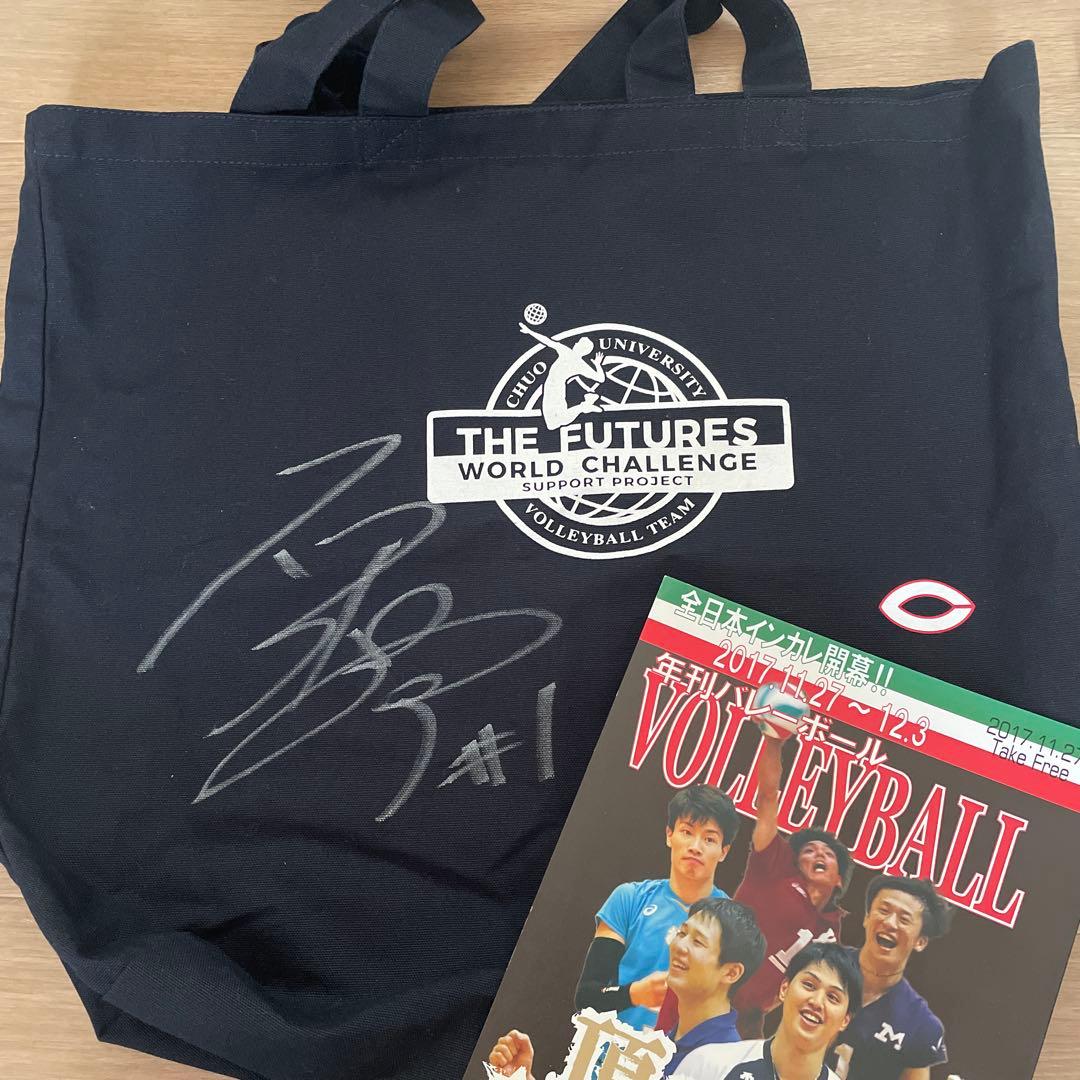 CHUO UNIVERSITY
THE FUTURES
WORLD CHALLENGE
SUPPORT PROJECT
VOLLEYBALL TEAM
#1
全日本インカレ開幕!!
2017.11.27～12.3
2017.11.27
Take Free
年刊バレーボール
VOLLEYBALL
M